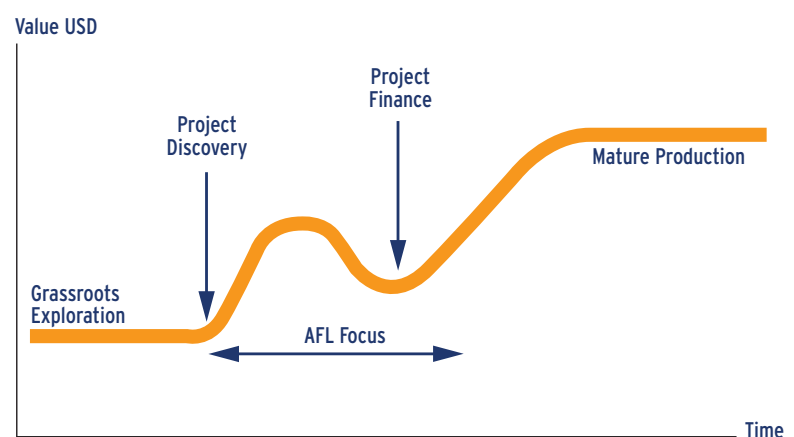 Value USD
Project
Finance
Project
Discovery
Mature Production
Grassroots
Exploration
AFL Focus
Time